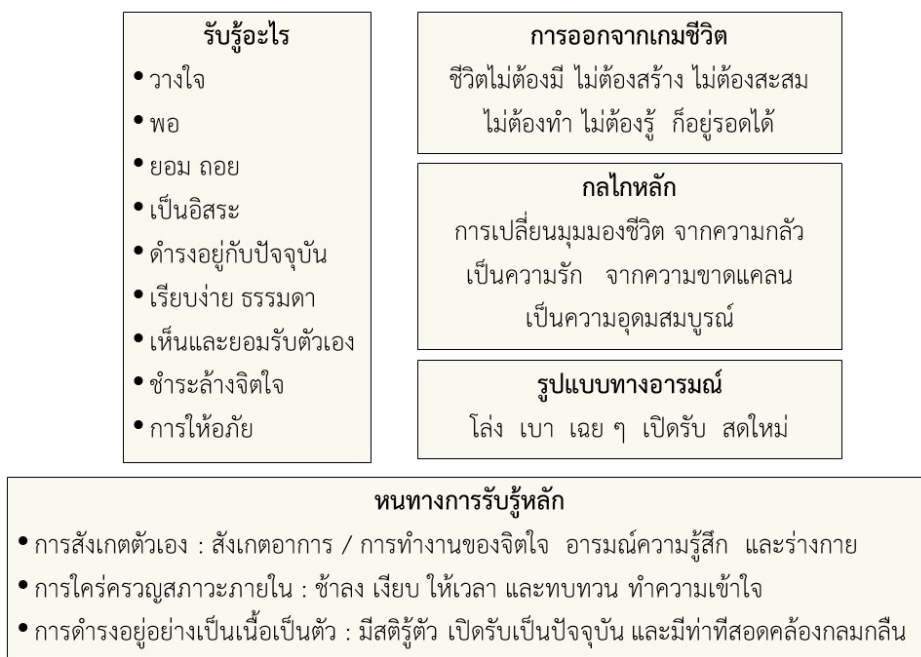 รับรู้อะไร
• วางใจ
• พอ
• ยอม ถอย
• เป็นอิสระ
• ดำรงอยู่กับปัจจุบัน
• เรียบง่าย ธรรมดา
• เห็นและยอมรับตัวเอง
• ชำระล้างจิตใจ
• การให้อภัย
การออกจากเกมชีวิต
ชีวิตไม่ต้องมี ไม่ต้องสร้าง ไม่ต้องสะสม
ไม่ต้องทำ ไม่ต้องรู้ ก็อยู่รอดได้
กลไกหลัก
การเปลี่ยนมุมมองชีวิต จากความกลัว
เป็นความรัก จากความขาดแคลน
เป็นความอุดมสมบูรณ์
รูปแบบทางอารมณ์
โล่ง เบา เฉย ๆ เปิดรับ สดใหม่
หนทางการรับรู้หลัก
• การสังเกตตัวเอง : สังเกตอาการ / การทำงานของจิตใจ อารมณ์ความรู้สึก และร่างกาย
• การใคร่ครวญสภาวะภายใน : ช้าลง เงียบ ให้เวลา และทบทวน ทำความเข้าใจ
• การดำรงอยู่อย่างเป็นเนื้อเป็นตัว : มีสติรู้ตัว เปิดรับเป็นปัจจุบัน และมีท่าทีสอดคล้องกลมกลืน